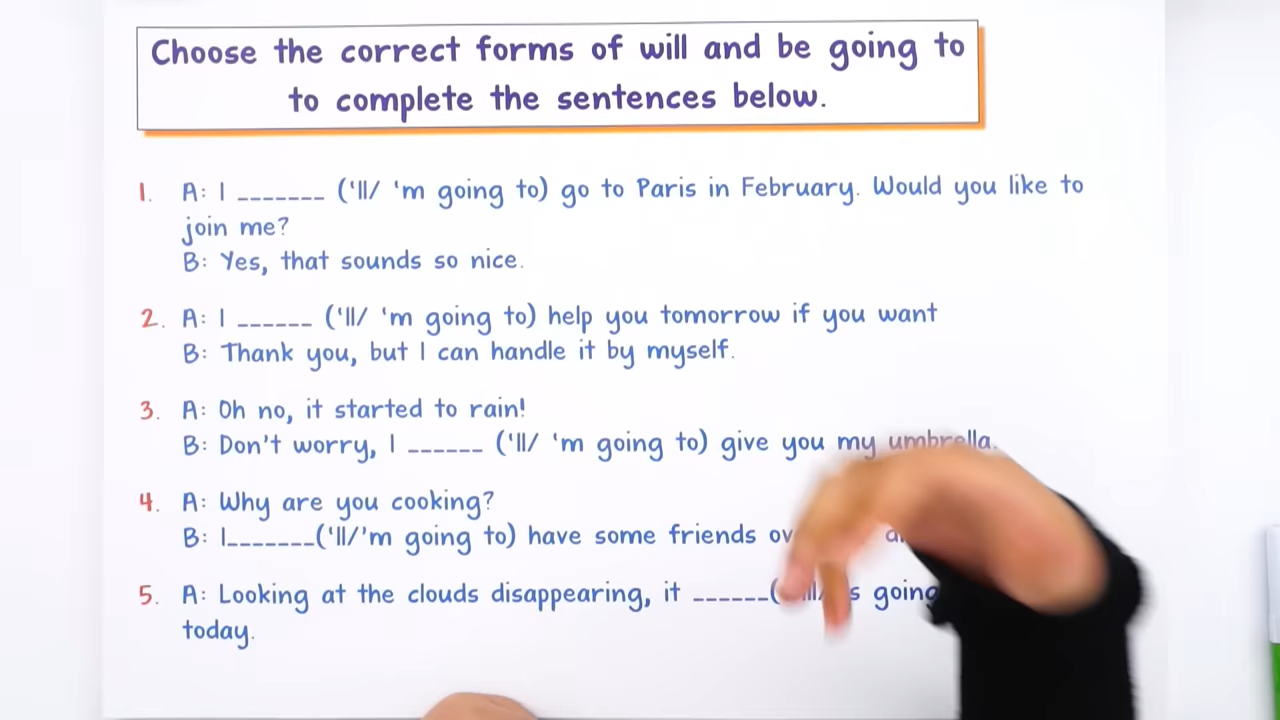 Choose the correct forms of will and be going to
to complete the sentences below.
1. A: I _______ ('ll/ 'm going to) go to Paris in February. Would you like to
join me?
B: Yes, that sounds so nice.
2. A: I ______ ('ll/ 'm going to) help you tomorrow if you want
B: Thank you, but I can handle it by myself.
3. A: Oh no, it started to rain!
B: Don't worry, I ______ ('ll/ 'm going to) give you my umbrella.
4. A: Why are you cooking?
B: I_______('ll/'m going to) have some friends
5. A: Looking at the clouds disappearing, it ______( going
today.